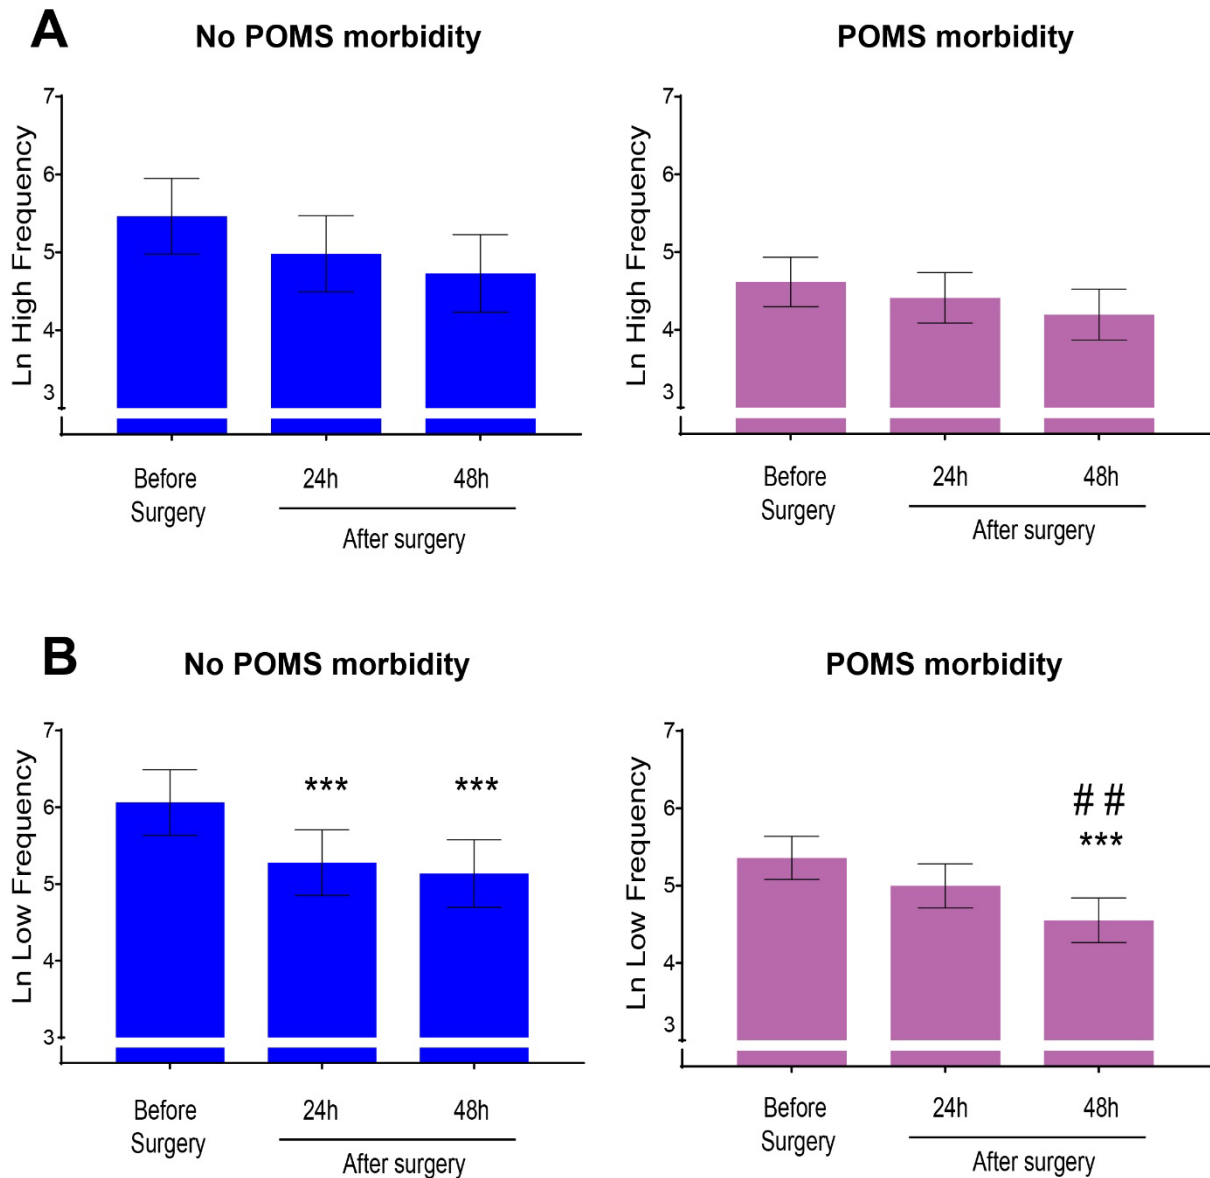 A
No POMS morbidity
POMS morbidity
Ln High Frequency
7
6
5
4
3
Before
Surgery
24h
48h
After surgery
Ln High Frequency
7
6
5
4
3
Before
Surgery
24h
48h
After surgery
B
No POMS morbidity
POMS morbidity
Ln Low Frequency
7
6
5
4
3
***
***
Before
Surgery
24h
48h
After surgery
Ln Low Frequency
7
6
5
4
3
# #
***
Before
Surgery
24h
48h
After surgery